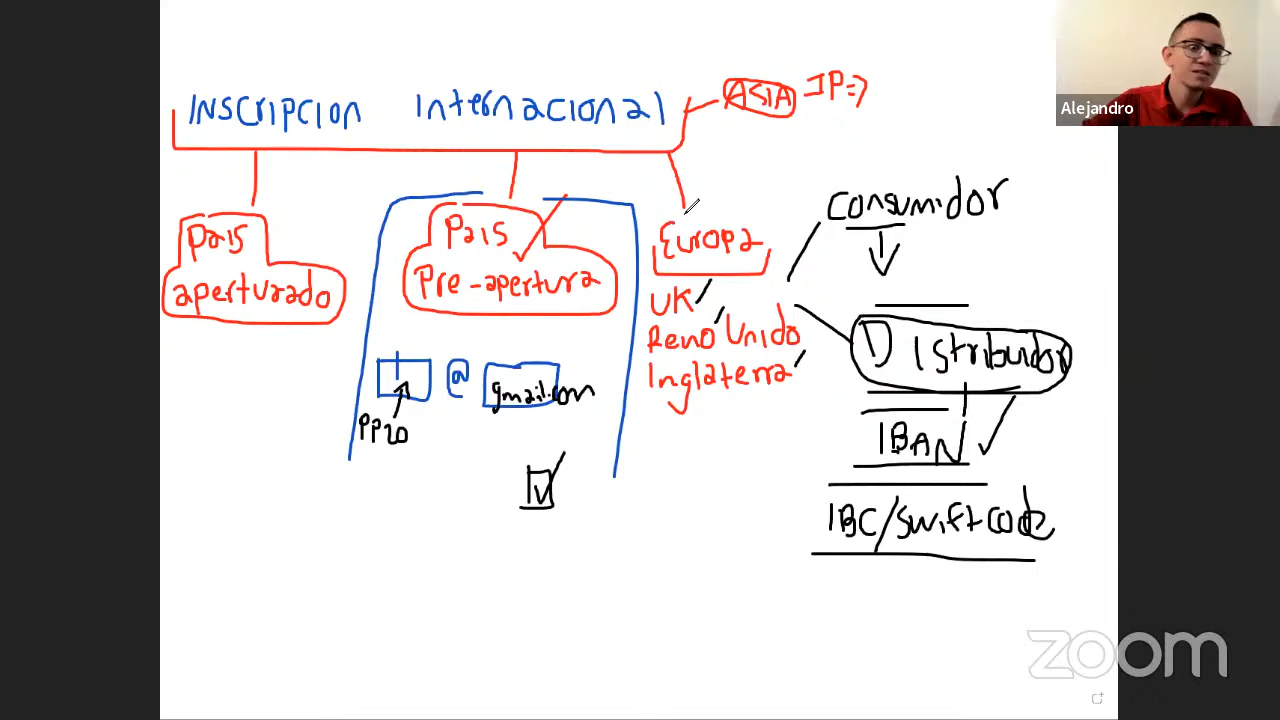 INSCRIPCION Internacional
ASIA IP=>
Pais
aperturado
Pais
Pre-apertura
Europa
UK
Reno Unido
Inglaterra
@ gmail.com
PP20
Consumidor
Distribuidor
IBAN
IBC/swiftcode
Alejandro
zoom